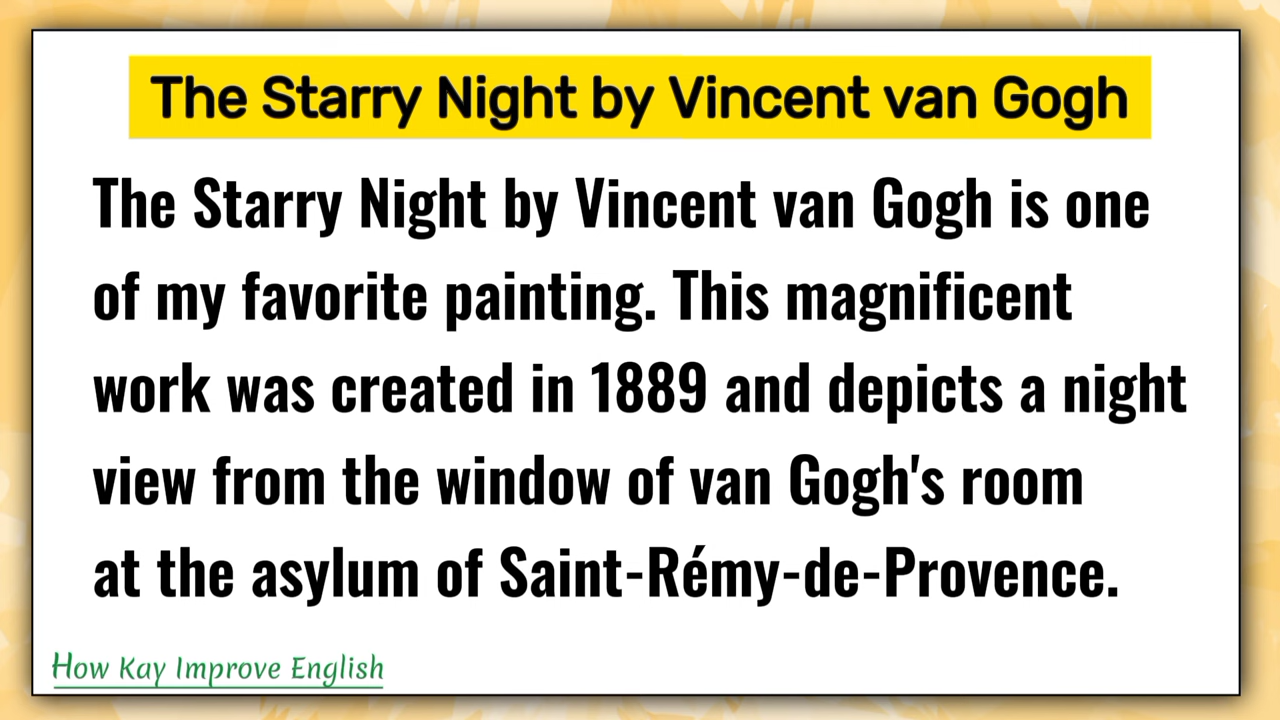 The Starry Night by Vincent van Gogh
The Starry Night by Vincent van Gogh is one
of my favorite painting. This magnificent
work was created in 1889 and depicts a night
view from the window of van Gogh's room
at the asylum of Saint-Rémy-de-Provence.
How Kay Improve English